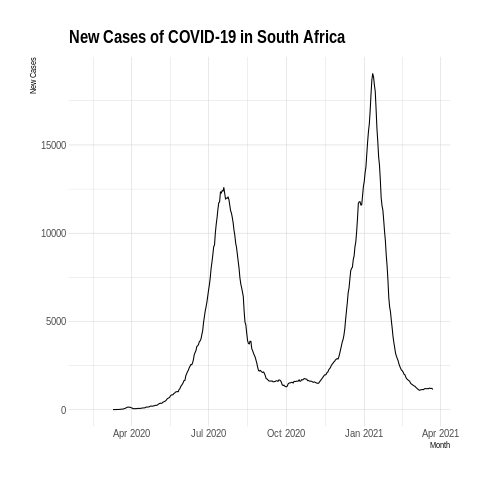 New Cases of COVID-19 in South Africa
New Cases
15000
10000
5000
0
Apr 2020 Jul 2020 Oct 2020 Jan 2021 Apr 2021
Month